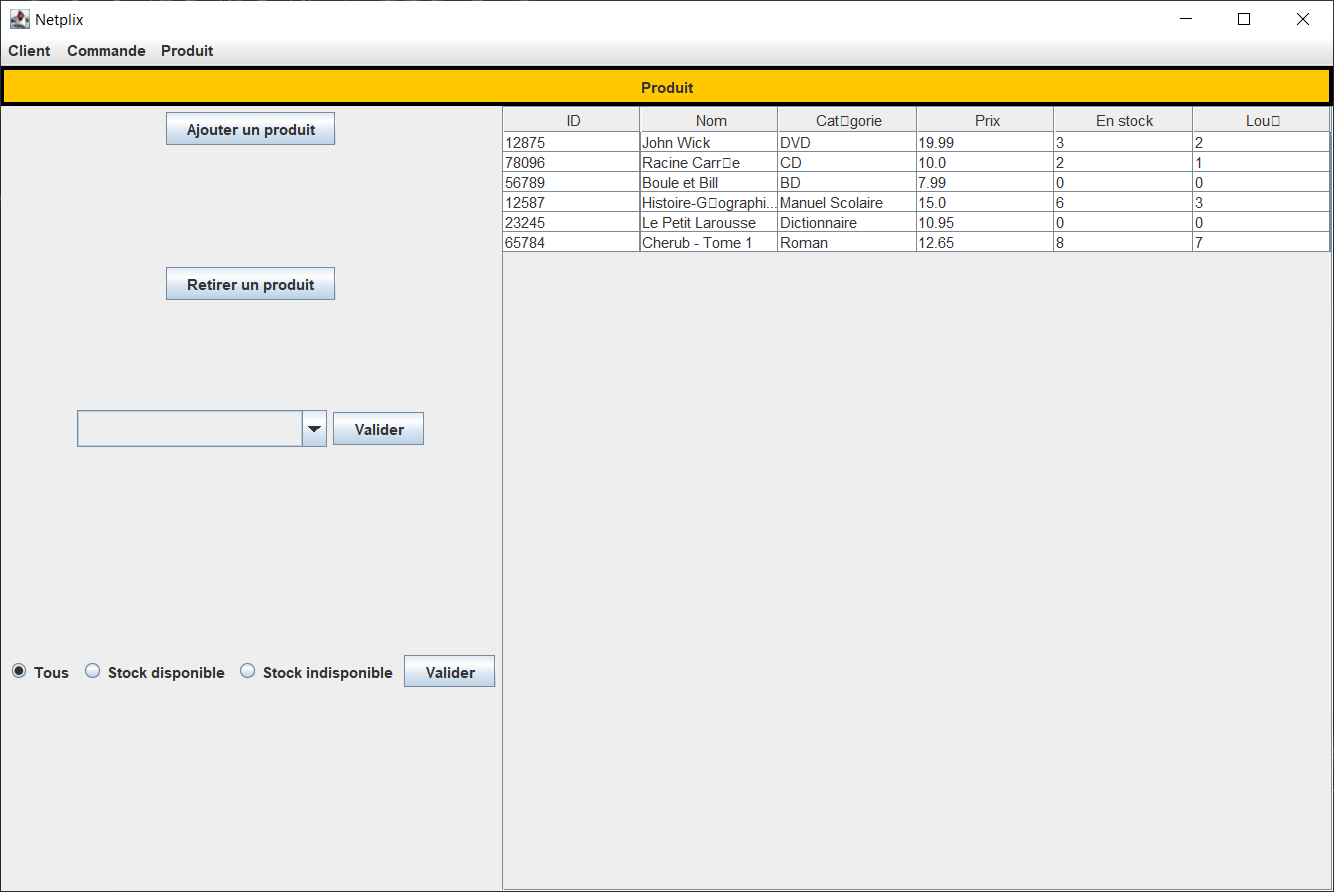 Netplix
Client Commande Produit
Produit
Ajouter un produit
Retirer un produit
Valider
Tous Stock disponible Stock indisponible Valider
ID Nom Cat□gorie Prix En stock Lou□
12875 John Wick DVD 19.99 3 2
78096 Racine Carr□e CD 10.0 2 1
56789 Boule et Bill BD 7.99 0 0
12587 Histoire-G□ographi... Manuel Scolaire 15.0 6 3
23245 Le Petit Larousse Dictionnaire 10.95 0 0
65784 Cherub - Tome 1 Roman 12.65 8 7